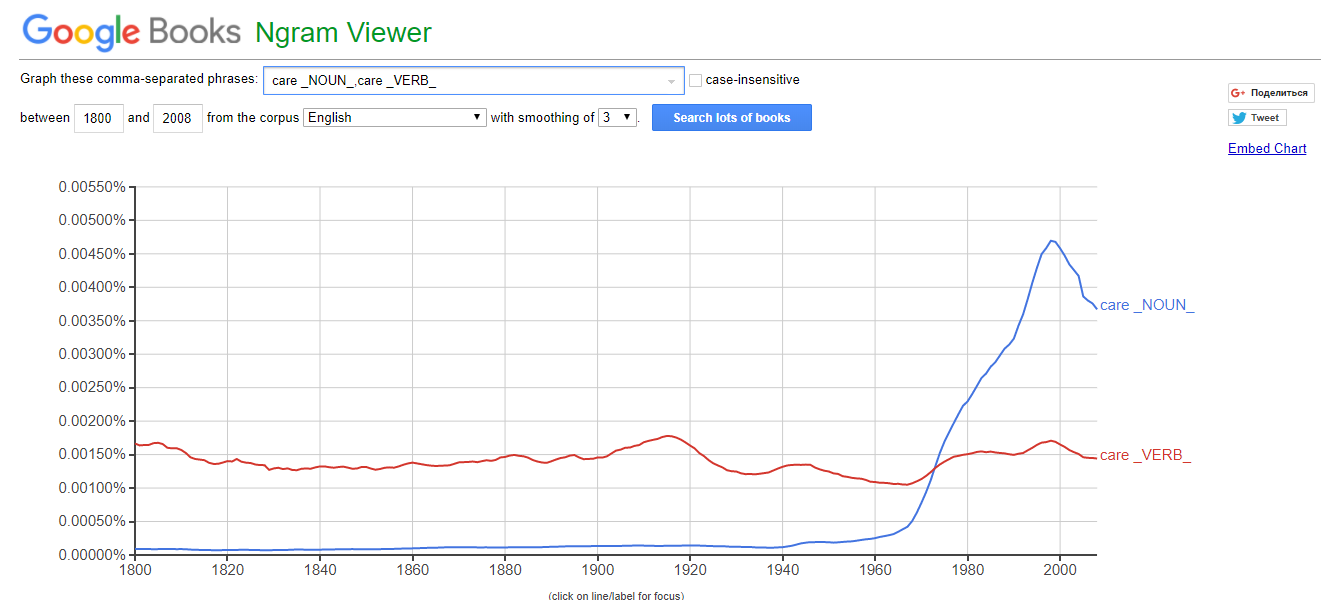 Google Books Ngram Viewer
Graph these comma-separated phrases: care _NOUN_,care _VERB_ case-insensitive
between 1800 and 2008 from the corpus English with smoothing of 3 . Search lots of books
G+ Поделиться
Tweet
Embed Chart
0.00550%
0.00500%
0.00450%
0.00400%
0.00350%
0.00300%
0.00250%
0.00200%
0.00150%
0.00100%
0.00050%
0.00000%
care _NOUN_
care _VERB_
1800 1820 1840 1860 1880 1900 1920 1940 1960 1980 2000
(click on line/label for focus)